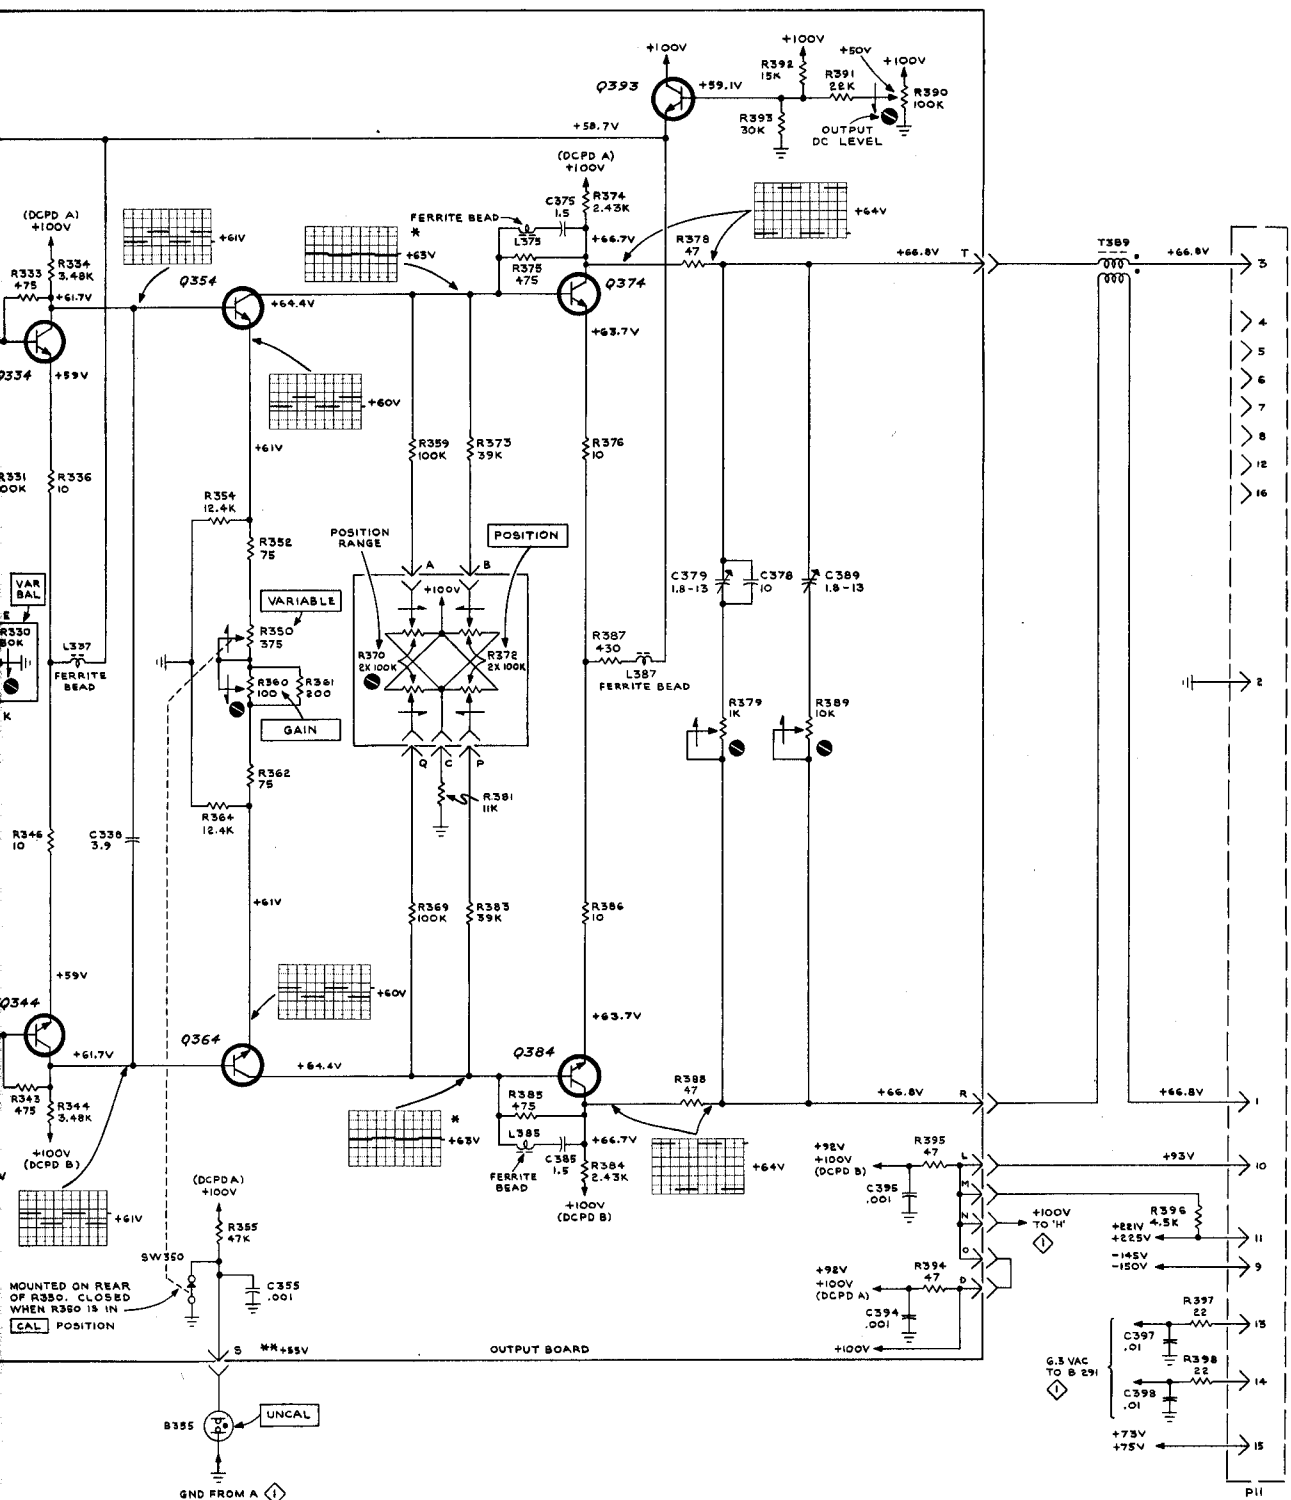 +100V
+100V
+50V
+100V
R392
15K
R391
22K
R390
100K
Q393
+59.1V
R393
30K
OUTPUT
DC LEVEL
+58.7V
(DCPD A)
+100V
R374
2.43K
C375
1.5
FERRITE BEAD
L375
*
+63V
+66.7V
R375
475
R378
47
+64V
+66.8V
T
T389
+66.8V
3
(DCPD A)
+100V
R334
3.48K
R333
475
+61.7V
+61V
Q354
+64.4V
Q374
+63.7V
4
5
6
7
8
12
16
Q334
+59V
+60V
+61V
R359
100K
R373
39K
R376
10
R336
10
R354
12.4K
R352
75
POSITION
RANGE
POSITION
A
B
+100V
C379
1.8-13
C378
10
C389
1.8-13
VAR
BAL
E
R330
L337
FERRITE
BEAD
K
VARIABLE
R350
375
R360
100
R361
200
GAIN
R370
2X100K
R372
2X100K
R387
430
L387
FERRITE BEAD
2
R379
1K
R389
10K
R362
75
Q
C
P
R381
11K
R346
10
C338
3.9
R364
12.4K
+61V
R369
100K
R383
39K
R386
10
+59V
Q344
+60V
+63.7V
+61.7V
Q364
+64.4V
Q384
R343
475
R344
3.48K
+100V
(DCPD B)
*
+63V
R385
475
L385
FERRITE
BEAD
C385
1.5
+66.7V
R384
2.43K
+100V
(DCPD B)
R388
47
+64V
+66.8V
R
+66.8V
1
+61V
(DCPD A)
+100V
R355
47K
SW350
C355
.001
MOUNTED ON REAR
OF R350. CLOSED
WHEN R350 IS IN
CAL POSITION
S
**+55V
OUTPUT BOARD
B355
UNCAL
GND FROM A 1
+92V
+100V
(DCPD B)
R395
47
C395
.001
L
M
N
O
D
+93V
10
+100V
TO 'H'
1
R396
4.5K
+221V
+225V
11
-145V
-150V
9
+92V
+100V
(DCPD A)
R394
47
C394
.001
+100V
6.3 VAC
TO B 291
1
R397
22
C397
.01
13
R398
22
C398
.01
14
+73V
+75V
15
P11